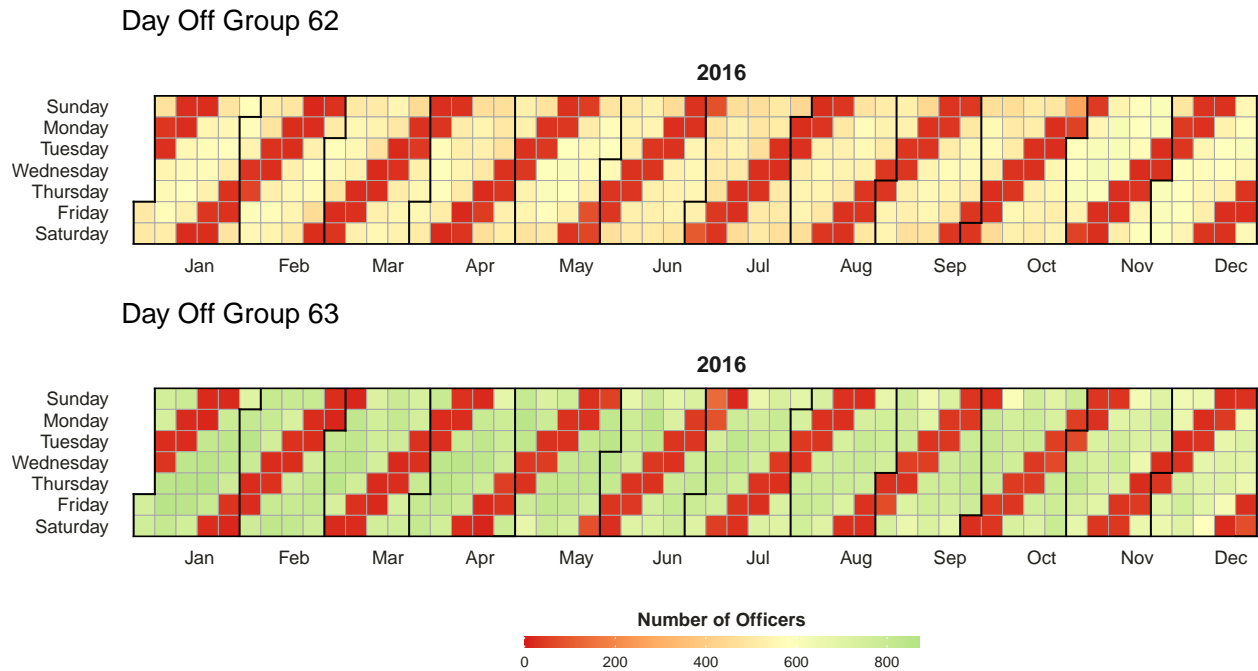 Day Off Group 62
2016
Sunday
Monday
Tuesday
Wednesday
Thursday
Friday
Saturday
Jan Feb Mar Apr May Jun Jul Aug Sep Oct Nov Dec
Day Off Group 63
2016
Sunday
Monday
Tuesday
Wednesday
Thursday
Friday
Saturday
Jan Feb Mar Apr May Jun Jul Aug Sep Oct Nov Dec
Number of Officers
0 200 400 600 800